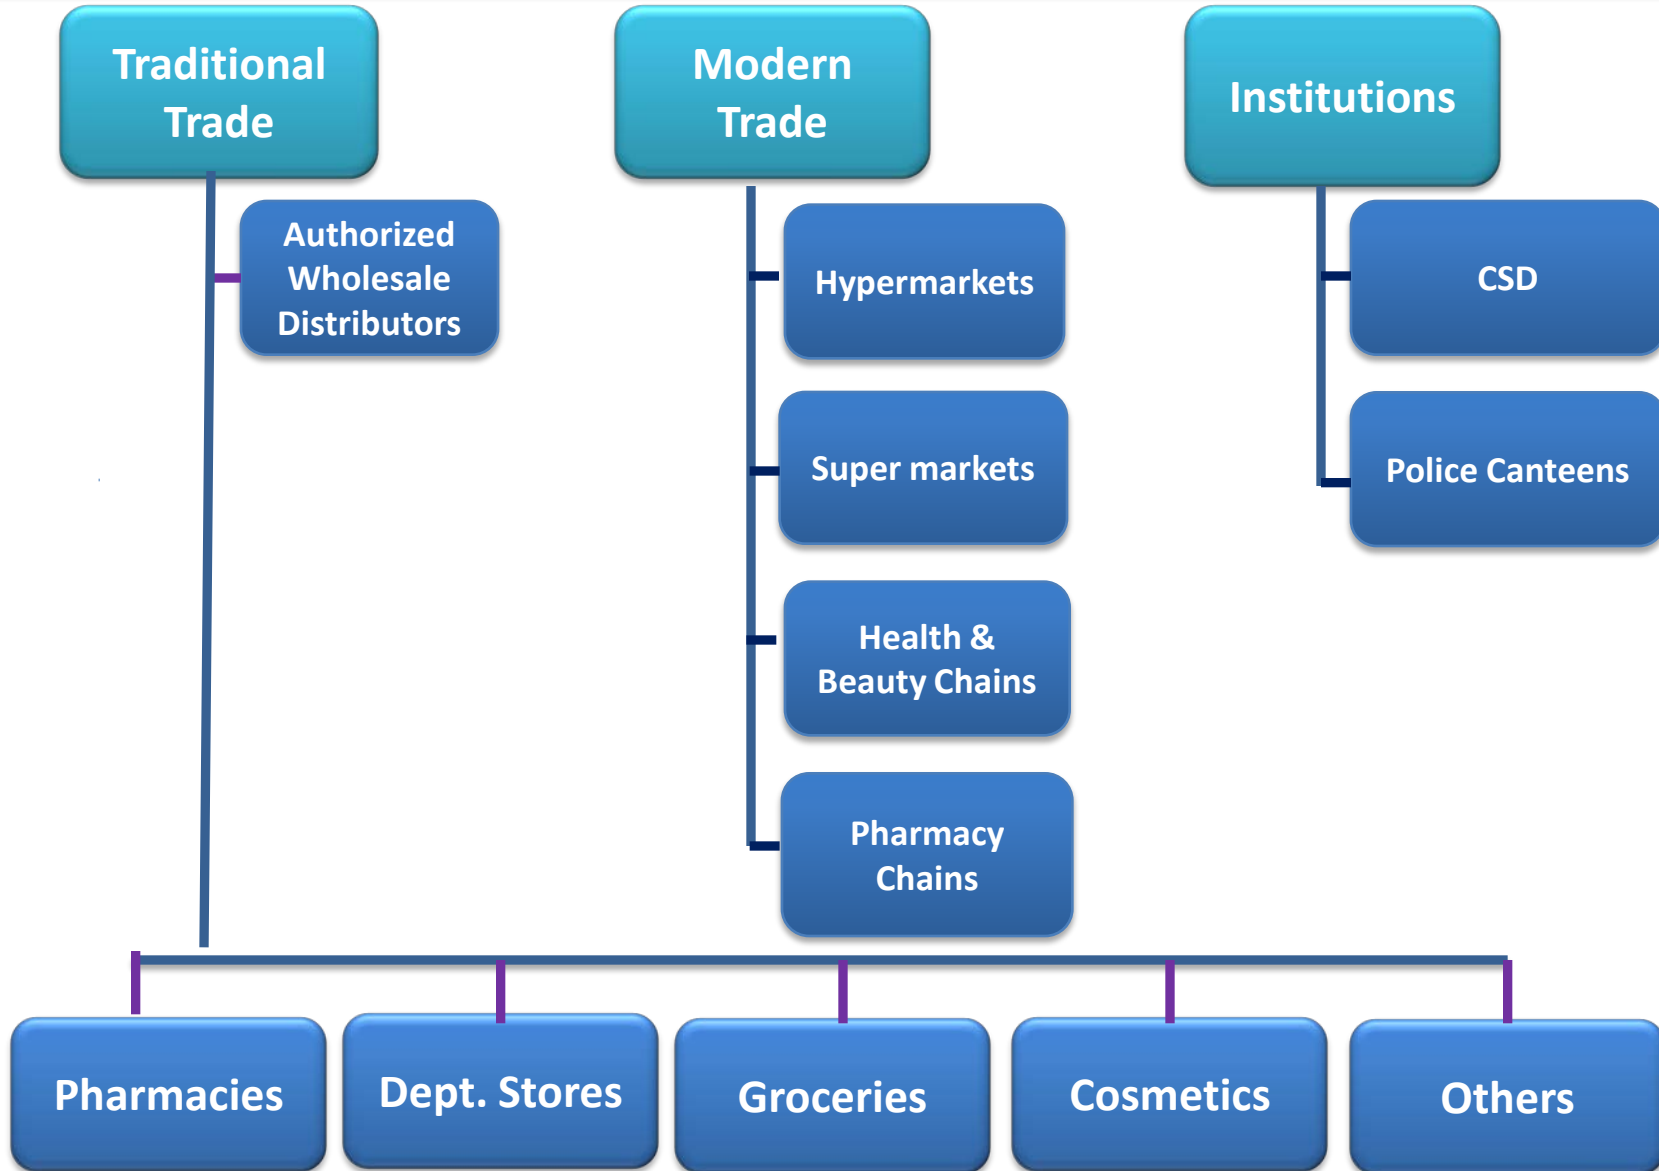 Traditional
Trade
Modern
Trade
Institutions
Authorized
Wholesale
Distributors
Hypermarkets
Super markets
Health &
Beauty Chains
Pharmacy
Chains
CSD
Police Canteens
Pharmacies
Dept. Stores
Groceries
Cosmetics
Others